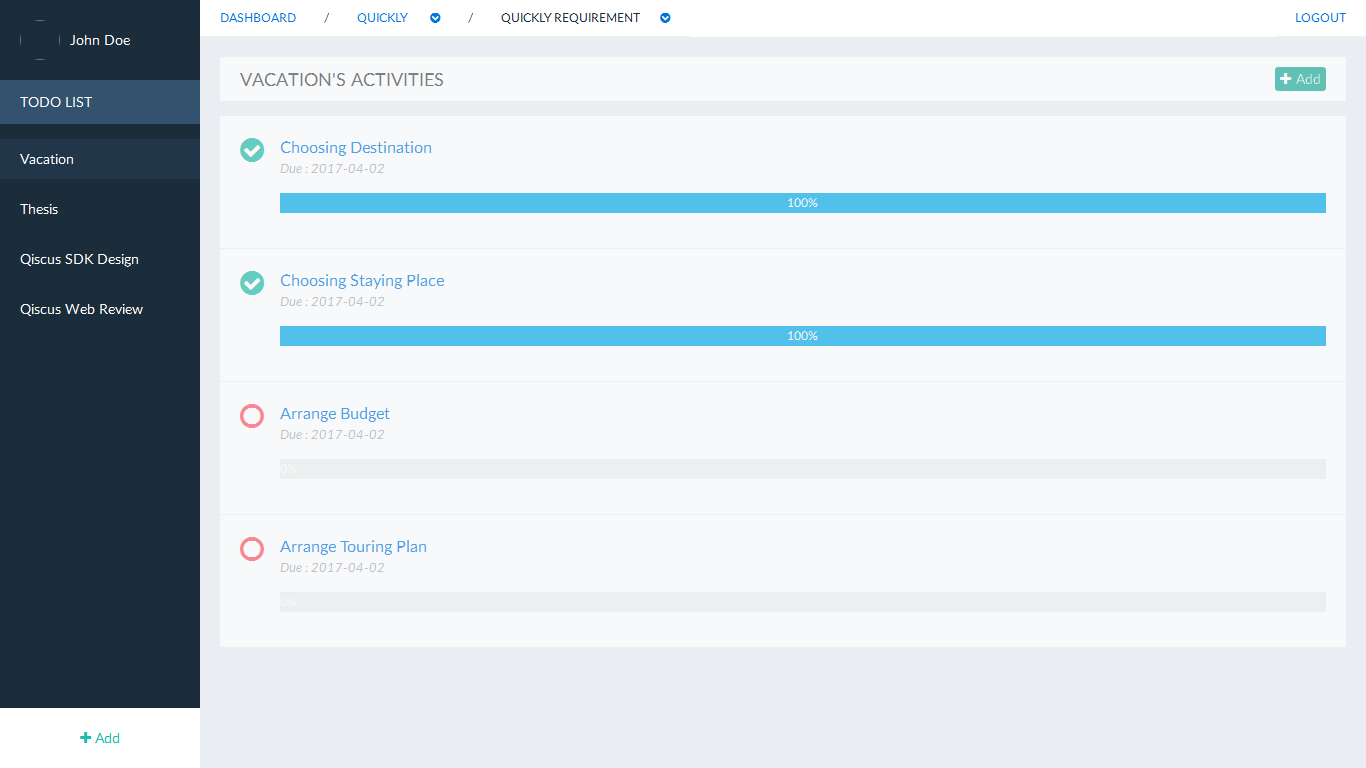 John Doe
TODO LIST
Vacation
Thesis
Qiscus SDK Design
Qiscus Web Review
Add
DASHBOARD / QUICKLY / QUICKLY REQUIREMENT LOGOUT
VACATION'S ACTIVITIES Add
Choosing Destination
Due : 2017-04-02
100%
Choosing Staying Place
Due : 2017-04-02
100%
Arrange Budget
Due : 2017-04-02
0%
Arrange Touring Plan
Due : 2017-04-02
0%